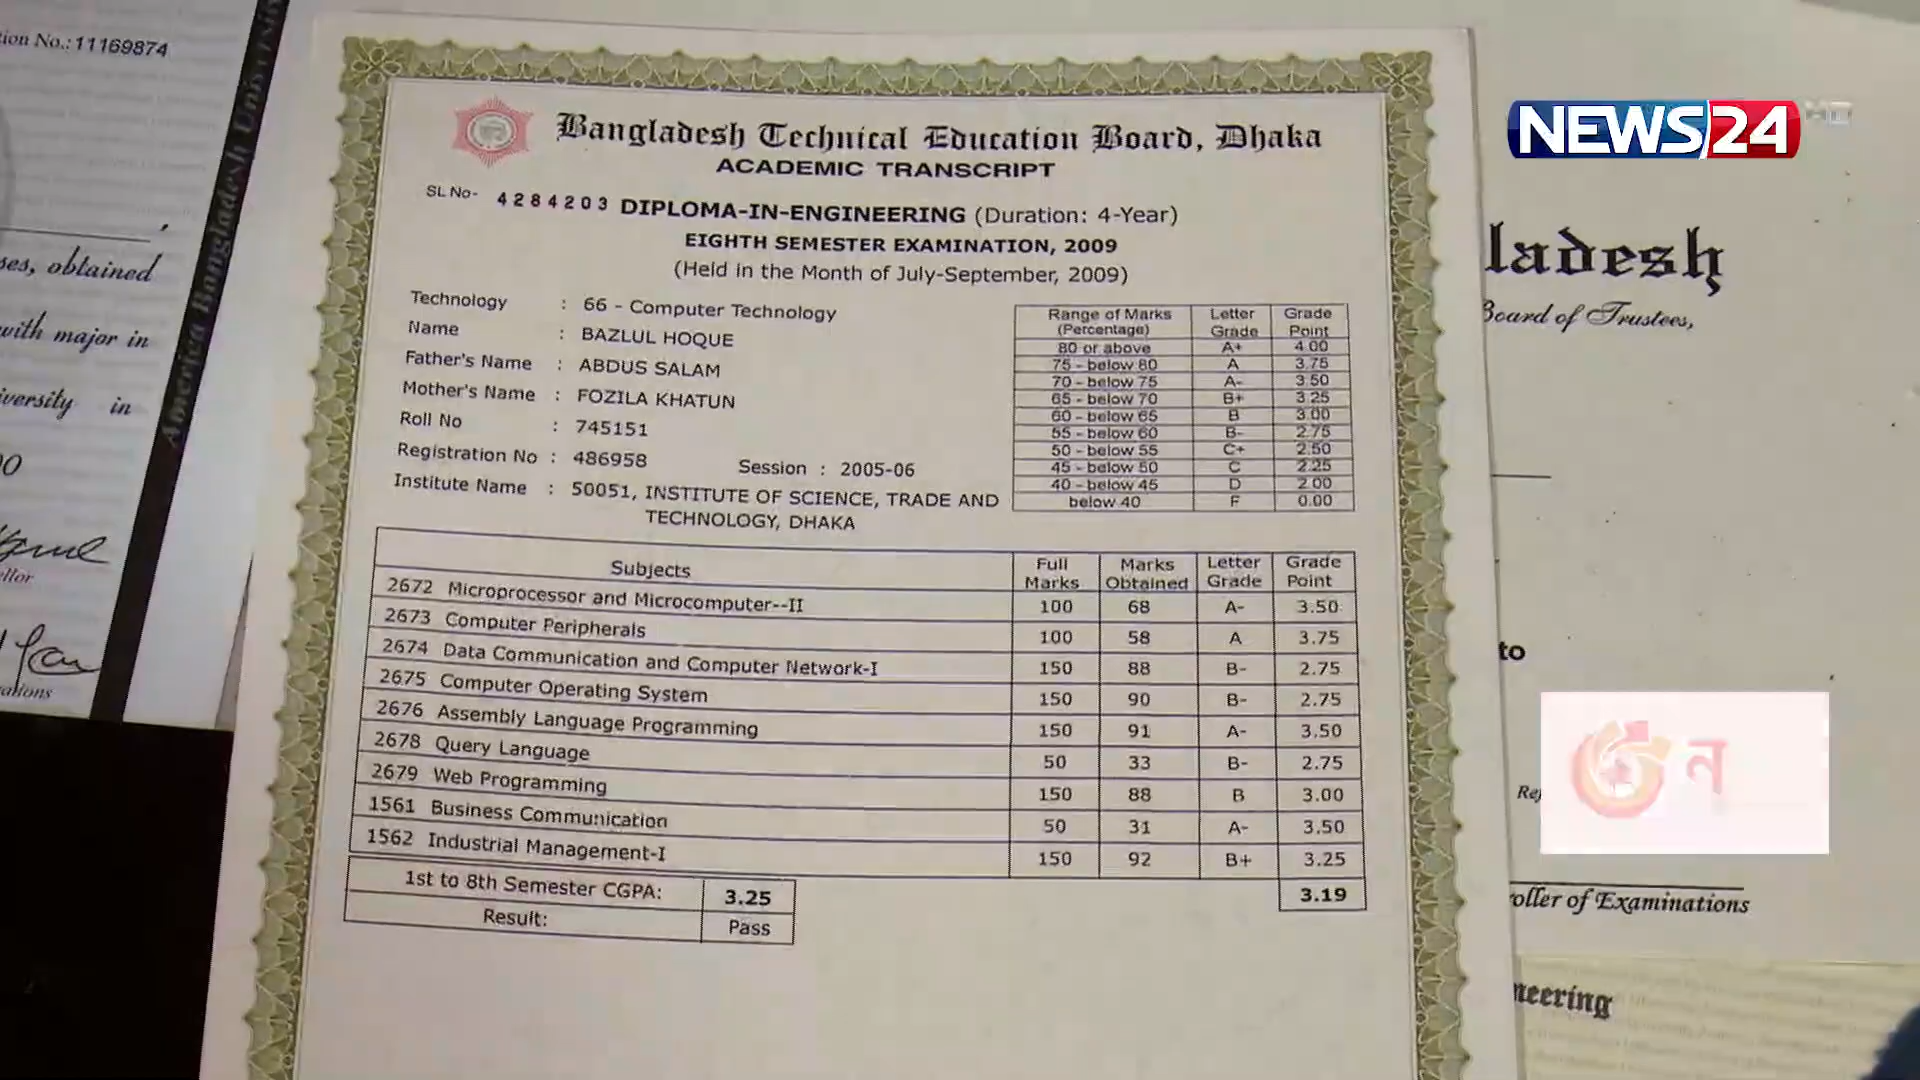 tion No.: 11169874
ses, obtained
with major in
versity in
America Bangladesh
Bangladesh Technical Education Board, Dhaka
ACADEMIC TRANSCRIPT
SL No- 4284203 DIPLOMA-IN-ENGINEERING (Duration: 4-Year)
EIGHTH SEMESTER EXAMINATION, 2009
(Held in the Month of July-September, 2009)
Technology : 66 - Computer Technology
Name : BAZLUL HOQUE
Father's Name : ABDUS SALAM
Mother's Name : FOZILA KHATUN
Roll No : 745151
Registration No : 486958 Session : 2005-06
Institute Name : 50051, INSTITUTE OF SCIENCE, TRADE AND
TECHNOLOGY, DHAKA
Range of Marks (Percentage) Letter Grade Grade Point
80 or above A+ 4.00
75 - below 80 A 3.75
70 - below 75 A- 3.50
65 - below 70 B+ 3.25
60 - below 65 B 3.00
55 - below 60 B- 2.75
50 - below 55 C+ 2.50
45 - below 50 C 2.25
40 - below 45 D 2.00
below 40 F 0.00
Subjects Full Marks Marks Obtained Letter Grade Grade Point
2672 Microprocessor and Microcomputer--II 100 68 A- 3.50
2673 Computer Peripherals 100 58 A 3.75
2674 Data Communication and Computer Network-I 150 88 B- 2.75
2675 Computer Operating System 150 90 B- 2.75
2676 Assembly Language Programming 150 91 A- 3.50
2678 Query Language 50 33 B- 2.75
2679 Web Programming 150 88 B 3.00
1561 Business Communication 50 31 A- 3.50
1562 Industrial Management-I 150 92 B+ 3.25
1st to 8th Semester CGPA: 3.25 3.19
Result: Pass
NEWS24 HD
ladesh
Board of Trustees,
to
ন
roller of Examinations
neering